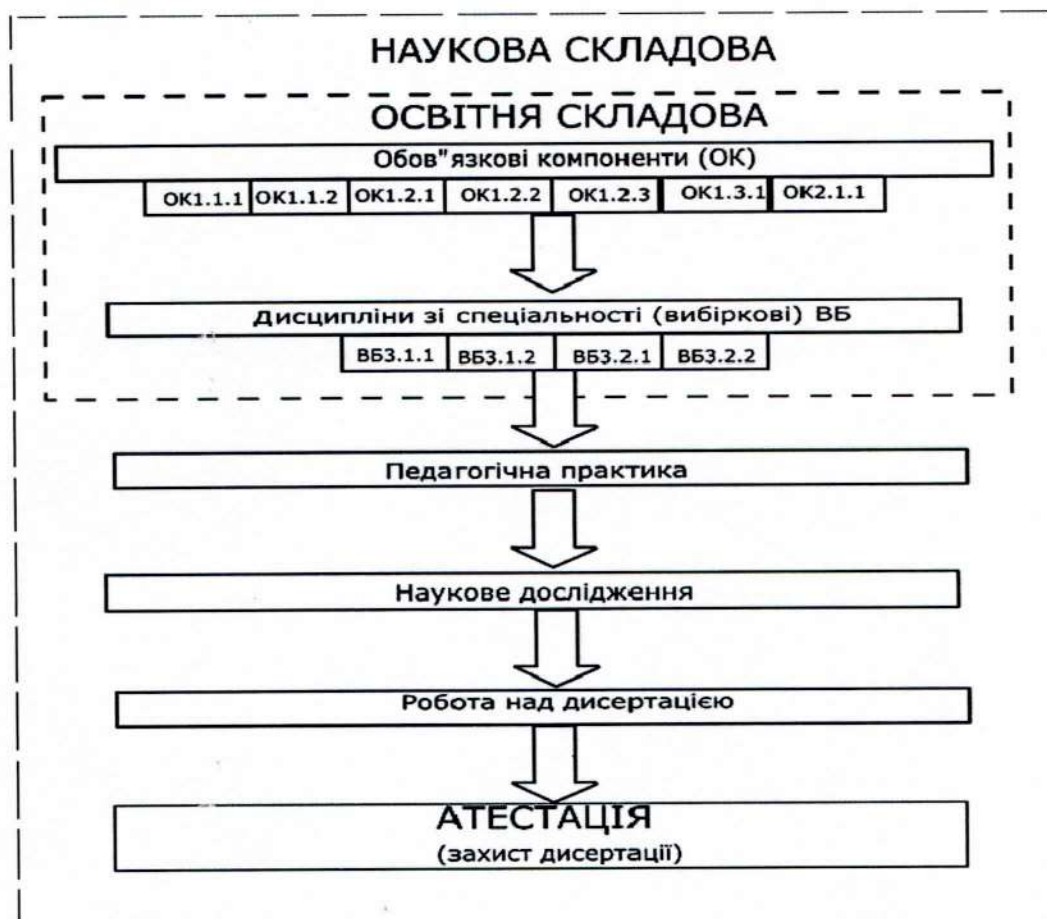 НАУКОВА СКЛАДОВА
ОСВІТНЯ СКЛАДОВА
Обов"язкові компоненти (ОК)
ОК1.1.1 ОК1.1.2 ОК1.2.1 ОК1.2.2 ОК1.2.3 ОК1.3.1 ОК2.1.1
Дисципліни зі спеціальності (вибіркові) ВБ
ВБ3.1.1 ВБ3.1.2 ВБ3.2.1 ВБ3.2.2
Педагогічна практика
Наукове дослідження
Робота над дисертацією
АТЕСТАЦІЯ
(захист дисертації)